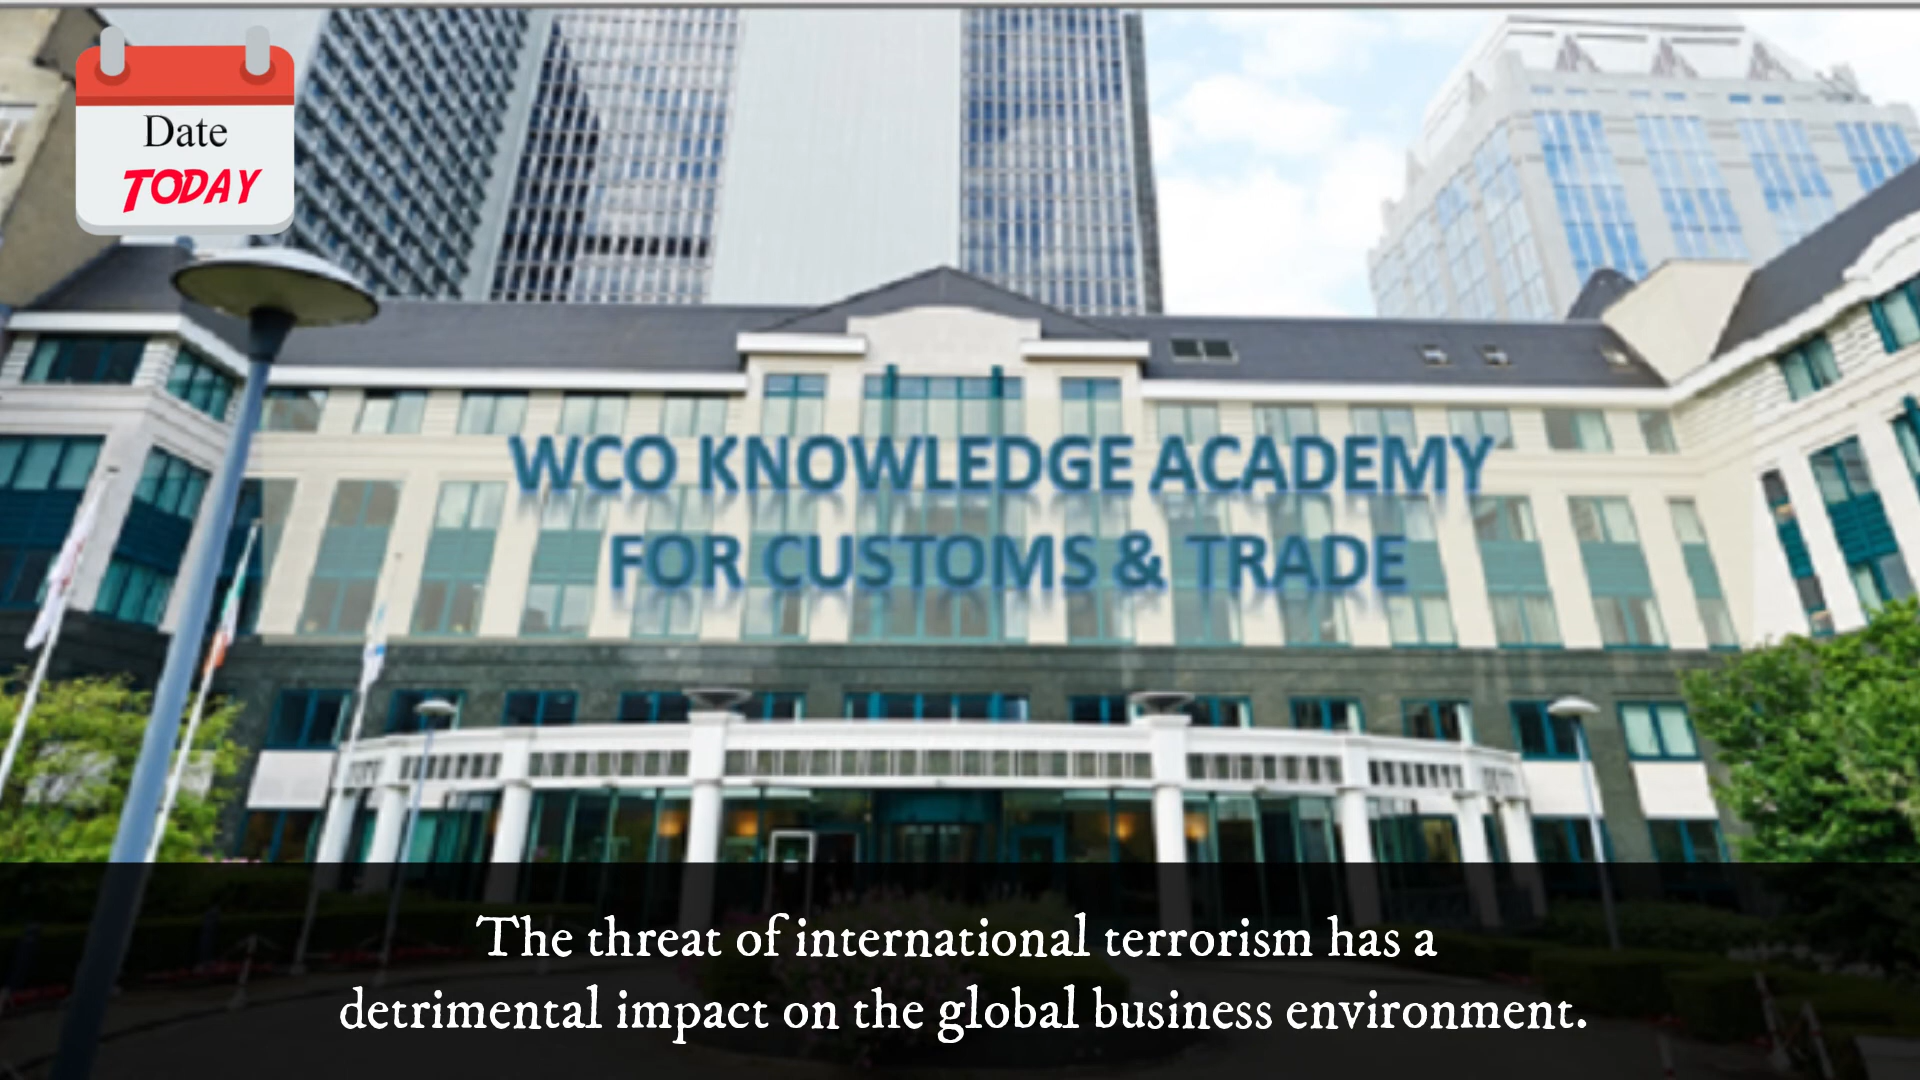 Date
TODAY
WCO KNOWLEDGE ACADEMY
FOR CUSTOMS & TRADE
The threat of international terrorism has a
detrimental impact on the global business environment.